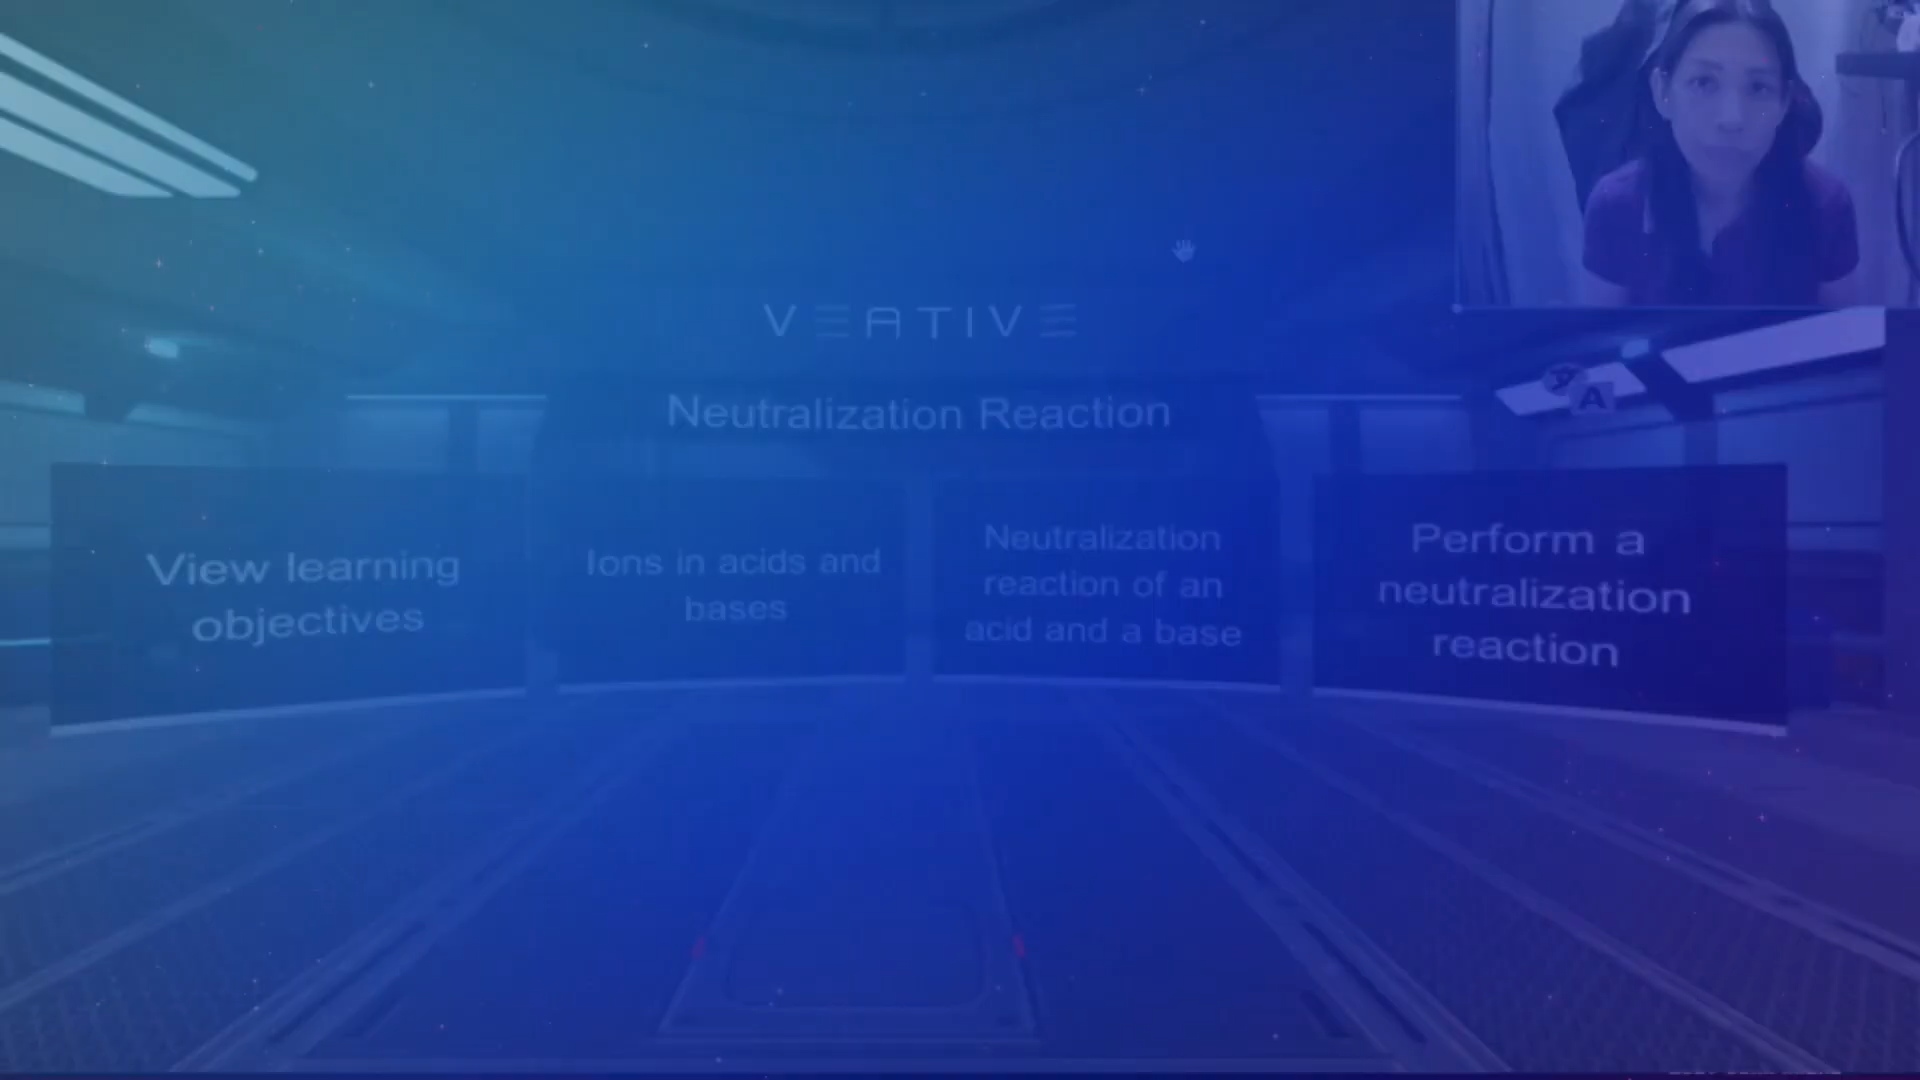 VEATIVE
Neutralization Reaction
View learning
objectives
Ions in acids and
bases
Neutralization
reaction of an
acid and a base
Perform a
neutralization
reaction
A